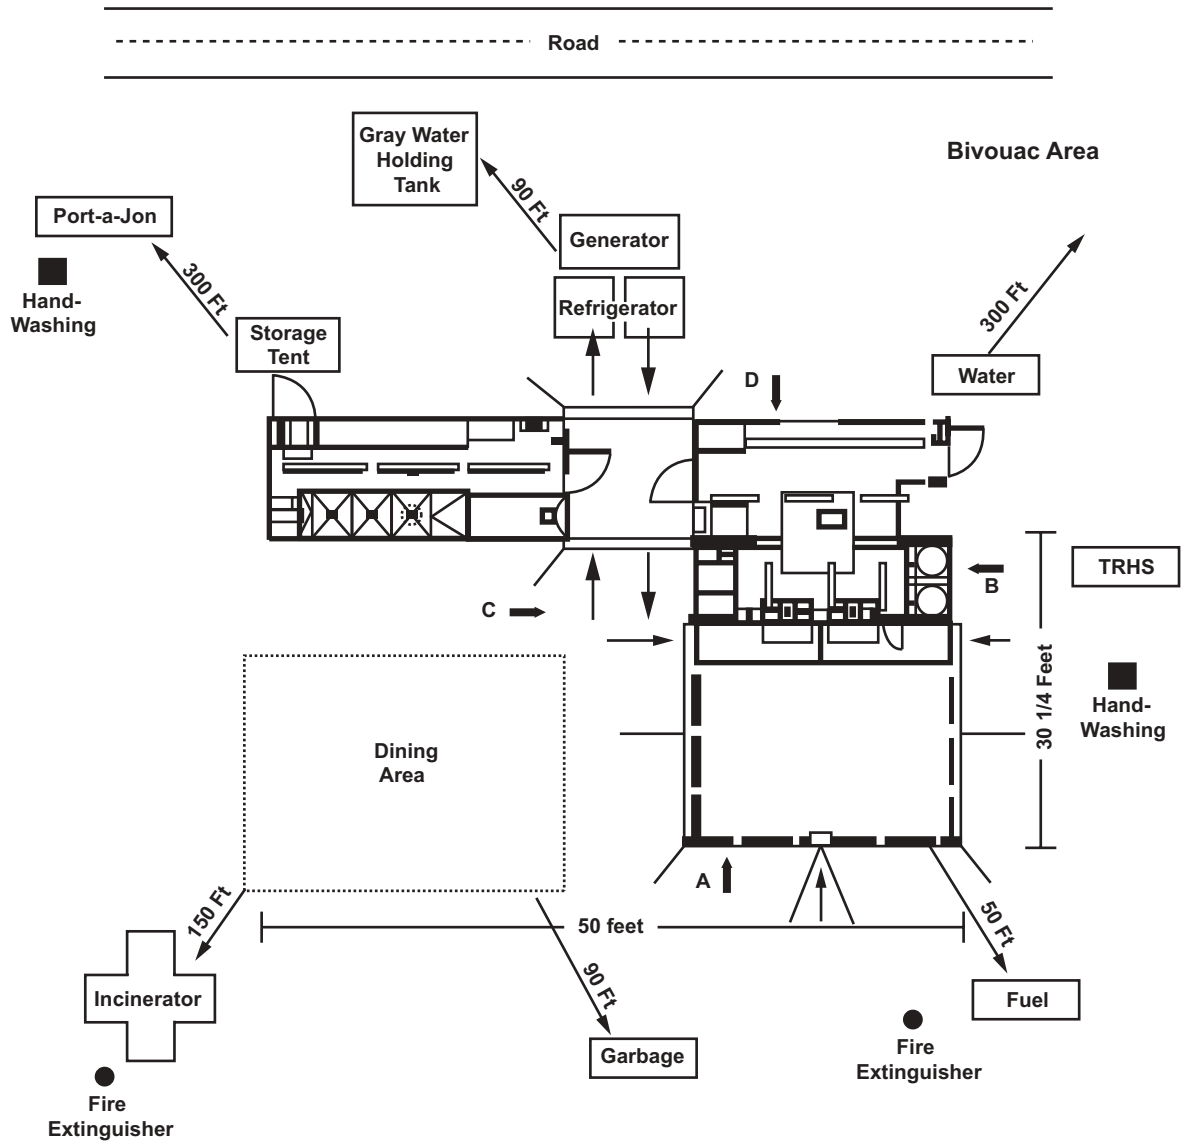 Road
Gray Water
Holding
Tank
Bivouac Area
90 Ft
Port-a-Jon
Generator
300 Ft
Hand-
Washing
Refrigerator
300 Ft
Storage
Tent
Water
D
TRHS
B
C
30 1/4 Feet
Hand-
Washing
Dining
Area
A
150 Ft
50 feet
50 Ft
90 Ft
Incinerator
Fuel
Fire
Extinguisher
Garbage
Fire
Extinguisher